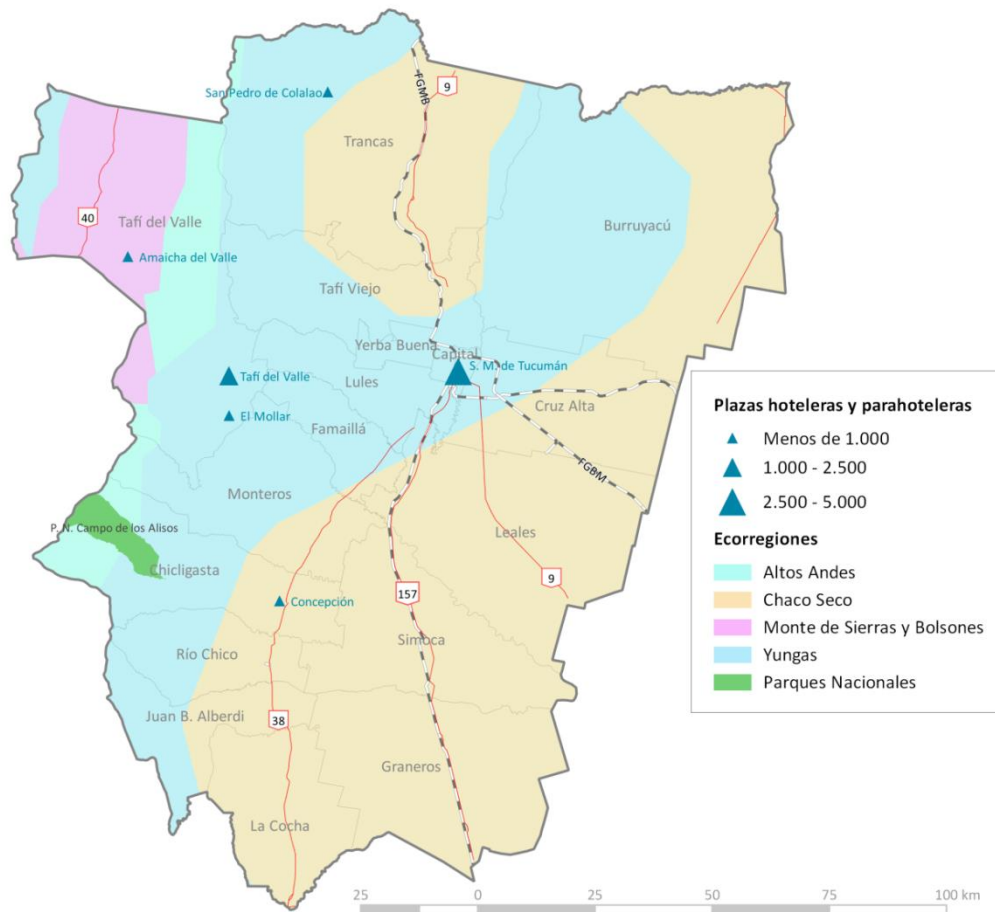 San Pedro de Colalao
FGMB
9
Trancas
40
Tafí del Valle
Burruyacú
Amaicha del Valle
Tafí Viejo
Yerba Buena
Capital
S. M. de Tucumán
Tafí del Valle
Lules
El Mollar
Cruz Alta
Famaillá
FGBM
Monteros
P. N. Campo de los Alisos
Leales
Chicligasta
9
Concepción
157
Simoca
Río Chico
Juan B. Alberdi
38
Graneros
La Cocha
Plazas hoteleras y parahoteleras
Menos de 1.000
1.000 - 2.500
2.500 - 5.000
Ecorregiones
Altos Andes
Chaco Seco
Monte de Sierras y Bolsones
Yungas
Parques Nacionales
25 0 25 50 75 100 km